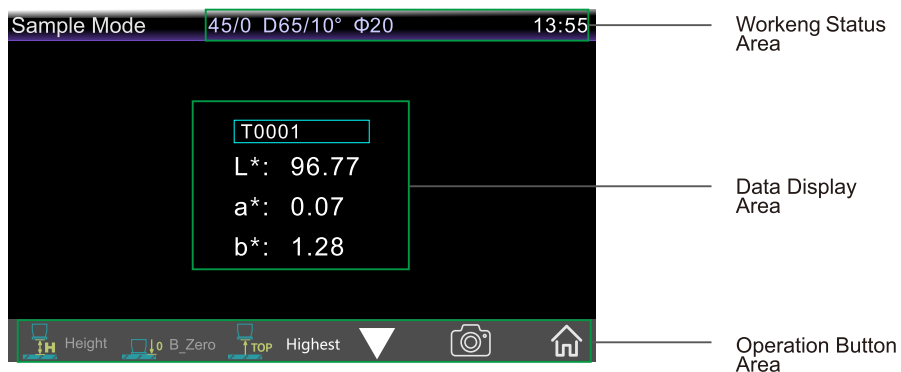 Sample Mode 45/0 D65/10° Φ20 13:55
Workeng Status
Area
T0001
L*: 96.77
a*: 0.07
b*: 1.28
Data Display
Area
H Height 0 B_Zero TOP Highest
Operation Button
Area